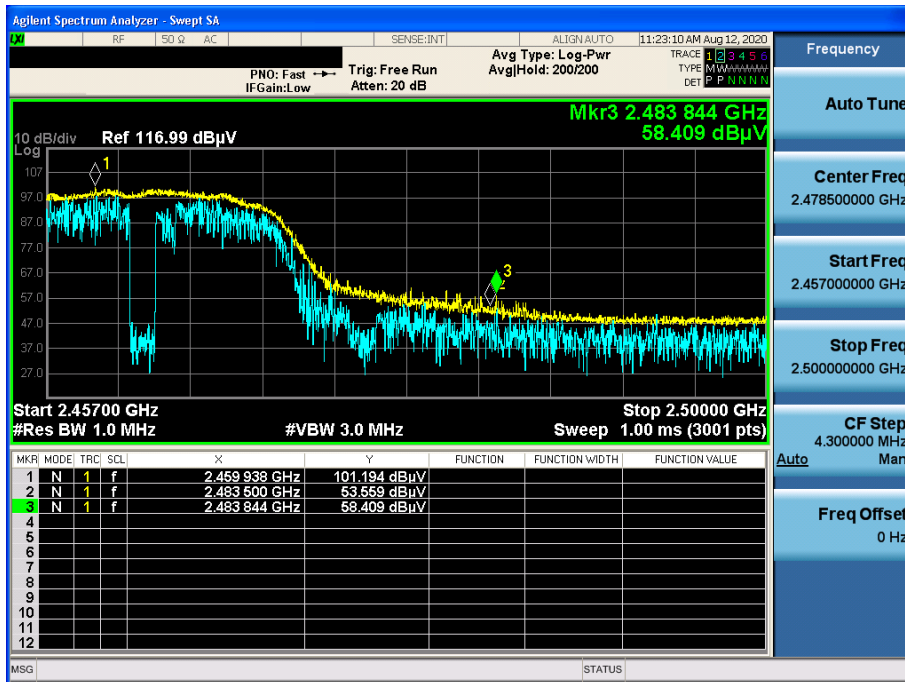 Agilent Spectrum Analyzer - Swept SA
LXI RF 50 Ω AC SENSE:INT ALIGN AUTO 11:23:10 AM Aug 12, 2020
PNO: Fast Trig: Free Run Avg Type: Log-Pwr TRACE 1 2 3 4 5 6
IFGain:Low Atten: 20 dB Avg|Hold: 200/200 TYPE M WWWWW
DET P P N N N N
Mkr3 2.483 844 GHz
58.409 dBµV
10 dB/div Ref 116.99 dBµV
Log
107
97.0
87.0
77.0
67.0
57.0
47.0
37.0
27.0
1
3
2
Start 2.45700 GHz Stop 2.50000 GHz
#Res BW 1.0 MHz #VBW 3.0 MHz Sweep 1.00 ms (3001 pts)
MKR MODE TRC SCL X Y FUNCTION FUNCTION WIDTH FUNCTION VALUE
1 N 1 f 2.459 938 GHz 101.194 dBµV
2 N 1 f 2.483 500 GHz 53.559 dBµV
3 N 1 f 2.483 844 GHz 58.409 dBµV
4
5
6
7
8
9
10
11
12
MSG STATUS
Frequency
Auto Tune
Center Freq
2.478500000 GHz
Start Freq
2.457000000 GHz
Stop Freq
2.500000000 GHz
CF Step
4.300000 MHz
Auto Man
Freq Offset
0 Hz